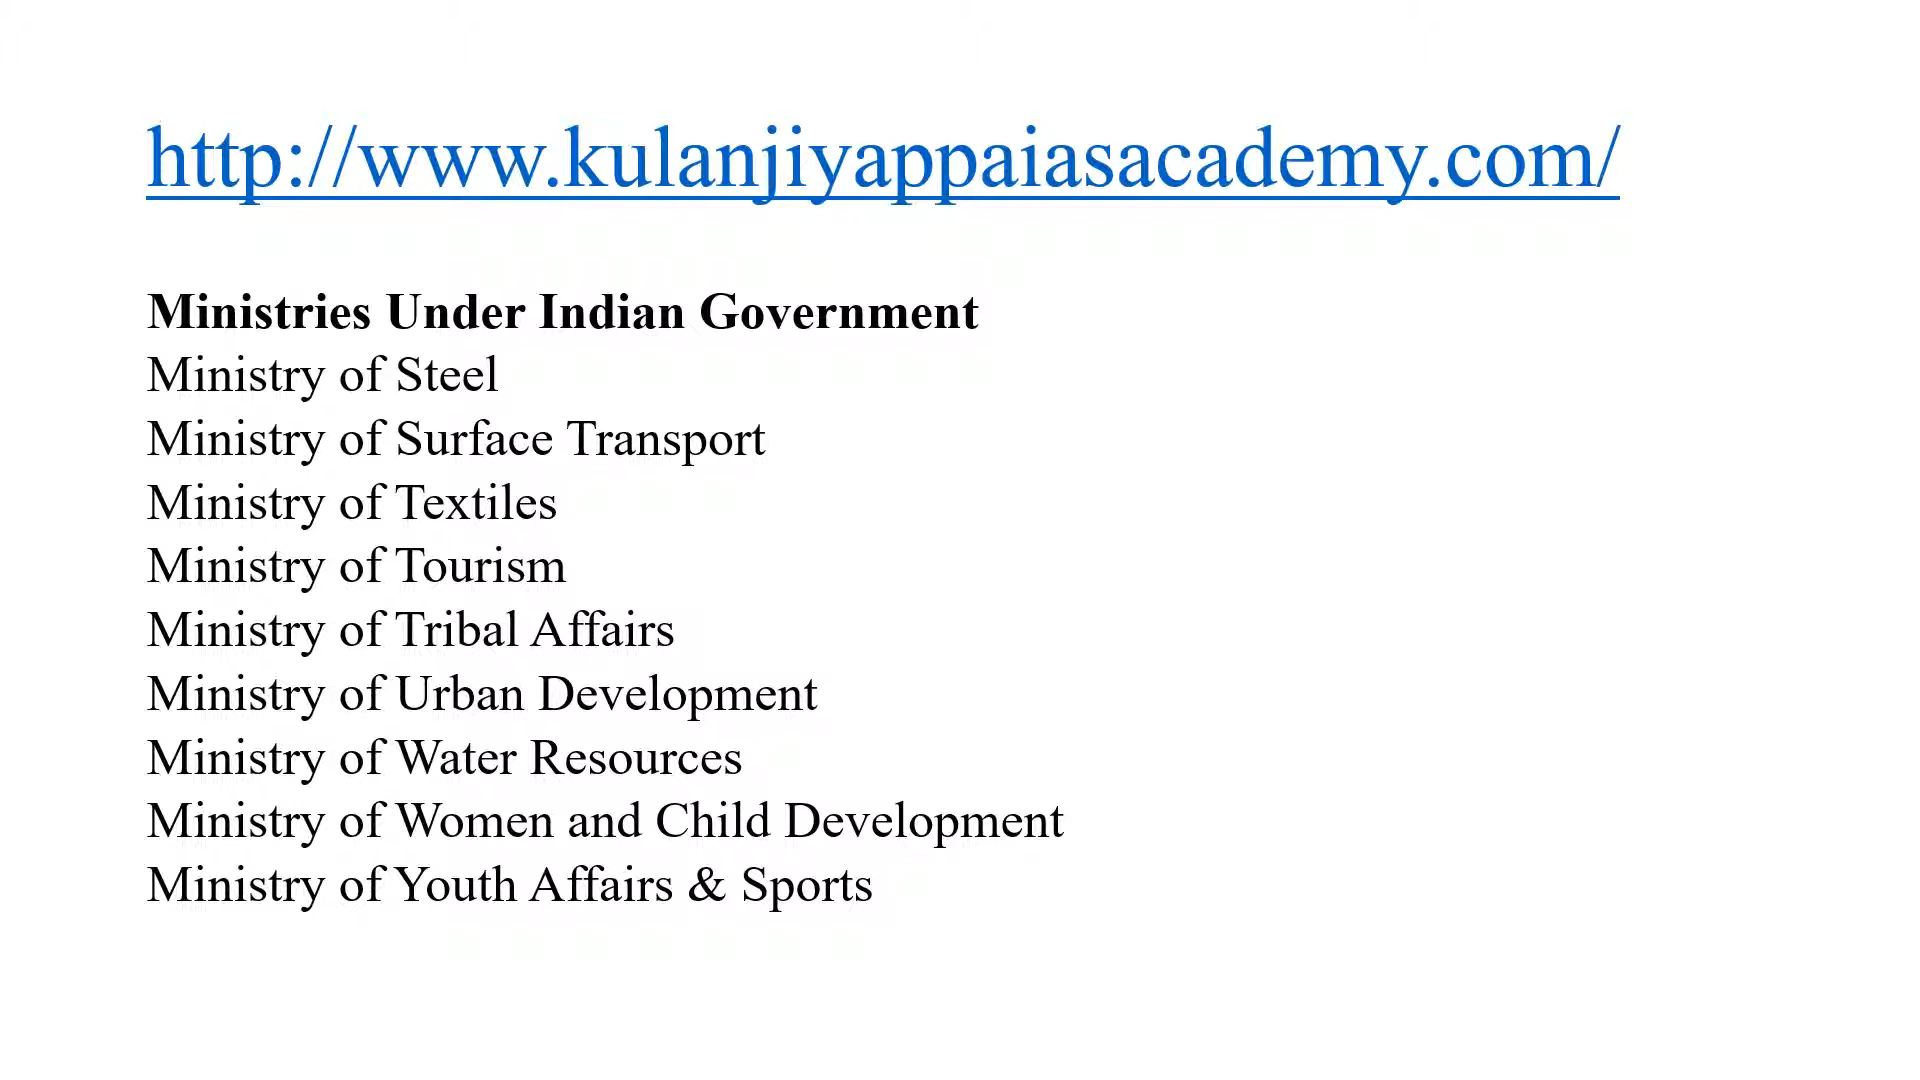 http://www.kulanjiyappaiasacademy.com/
Ministries Under Indian Government
Ministry of Steel
Ministry of Surface Transport
Ministry of Textiles
Ministry of Tourism
Ministry of Tribal Affairs
Ministry of Urban Development
Ministry of Water Resources
Ministry of Women and Child Development
Ministry of Youth Affairs & Sports